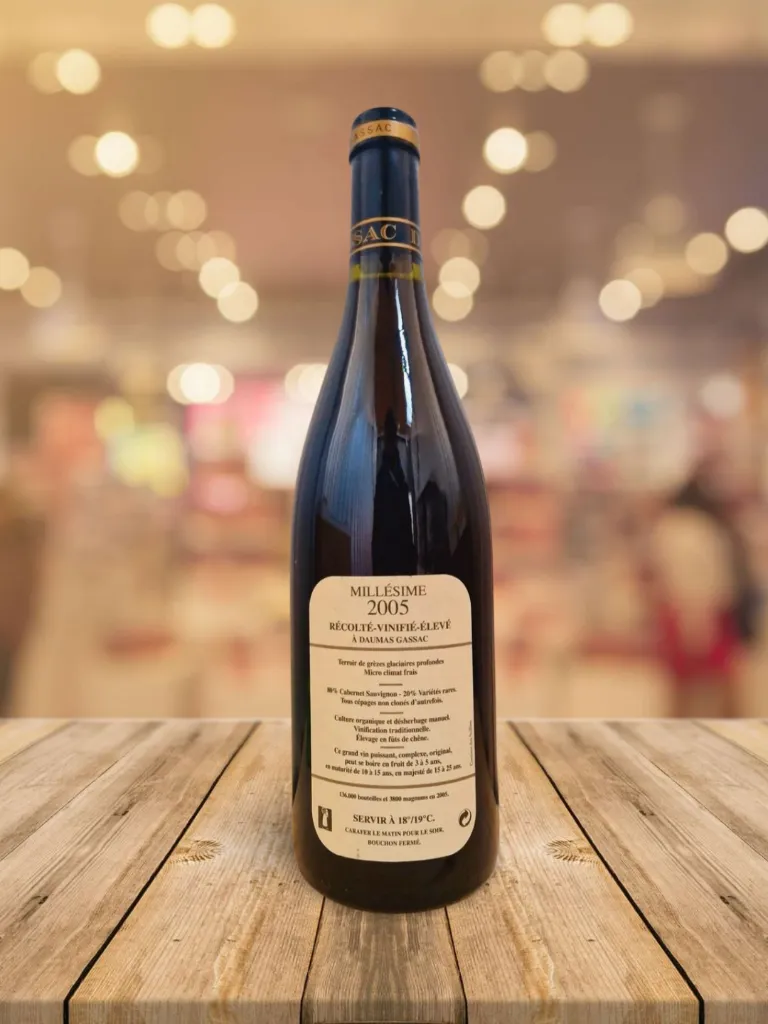 ASSAC
SSAC I
MILLÉSIME
2005
RÉCOLTÉ-VINIFIÉ-ÉLEVÉ
À DAUMAS GASSAC
Terroir de grèzes glaciaires profondes
Micro climat frais
80% Cabernet Sauvignon - 20% Variétés rares.
Tous cépages non clonés d'autrefois.
Culture organique et désherbage manuel.
Vinification traditionnelle.
Élevage en fûts de chêne.
Ce grand vin puissant, complexe, original,
peut se boire en fruit de 3 à 5 ans,
en maturité de 10 à 15 ans, en majesté de 15 à 25 ans.
136.000 bouteilles et 3800 magnums en 2005.
SERVIR À 18°/19°C.
CARAFER LE MATIN POUR LE SOIR.
BOUCHON FERMÉ.